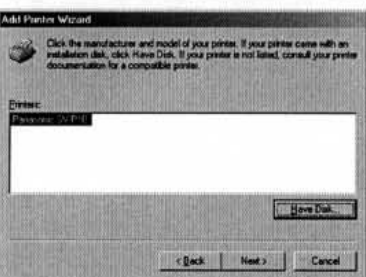 Add Printer Wizard
Click the manufacturer and model of your printer. If your printer came with an
installation disk, click Have Disk. If your printer is not listed, consult your printer
documentation for a compatible printer.
Printers:
Panasonic
Have Disk...
< Back
Next >
Cancel